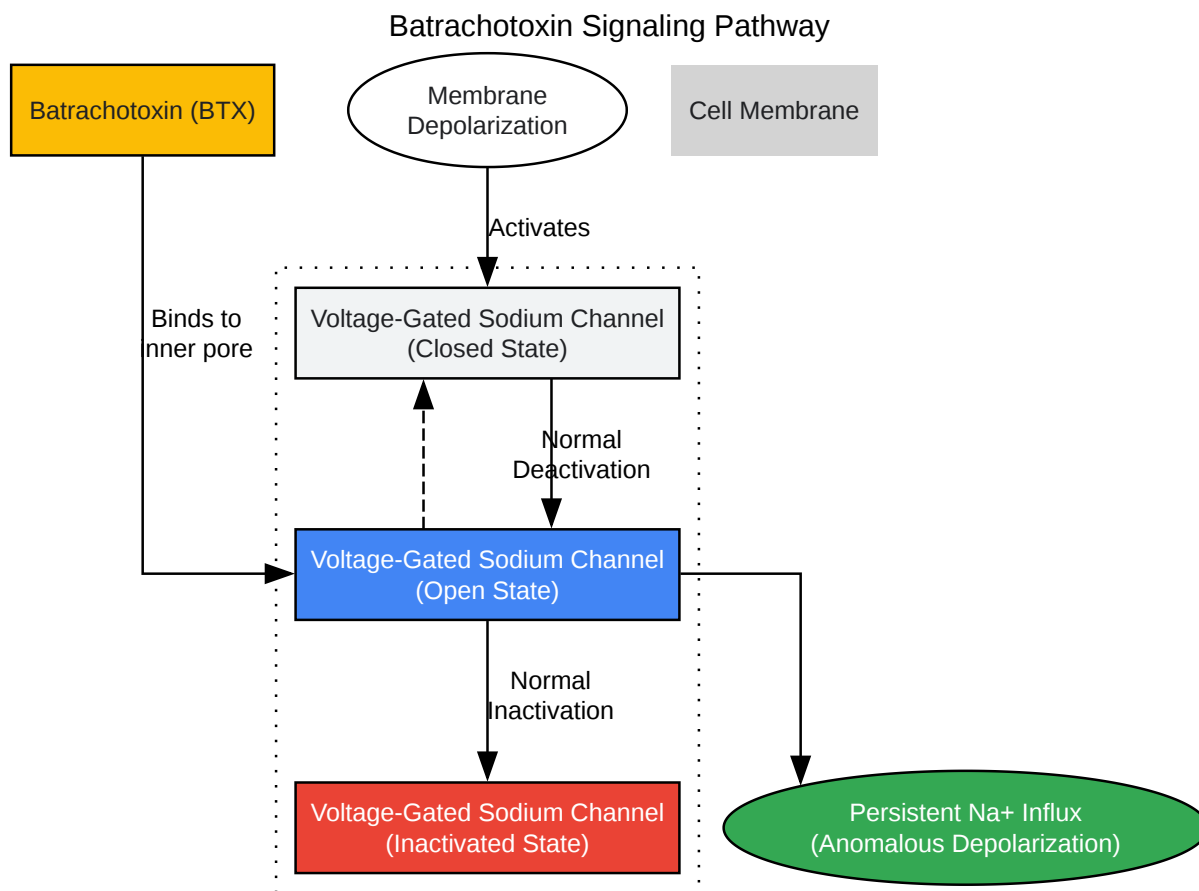 Batrachotoxin Signaling Pathway
Batrachotoxin (BTX)
Membrane
Depolarization
Cell Membrane
Activates
Binds to
inner pore
Voltage-Gated Sodium Channel
(Closed State)
Normal
Deactivation
Voltage-Gated Sodium Channel
(Open State)
Normal
Inactivation
Voltage-Gated Sodium Channel
(Inactivated State)
Persistent Na+ Influx
(Anomalous Depolarization)